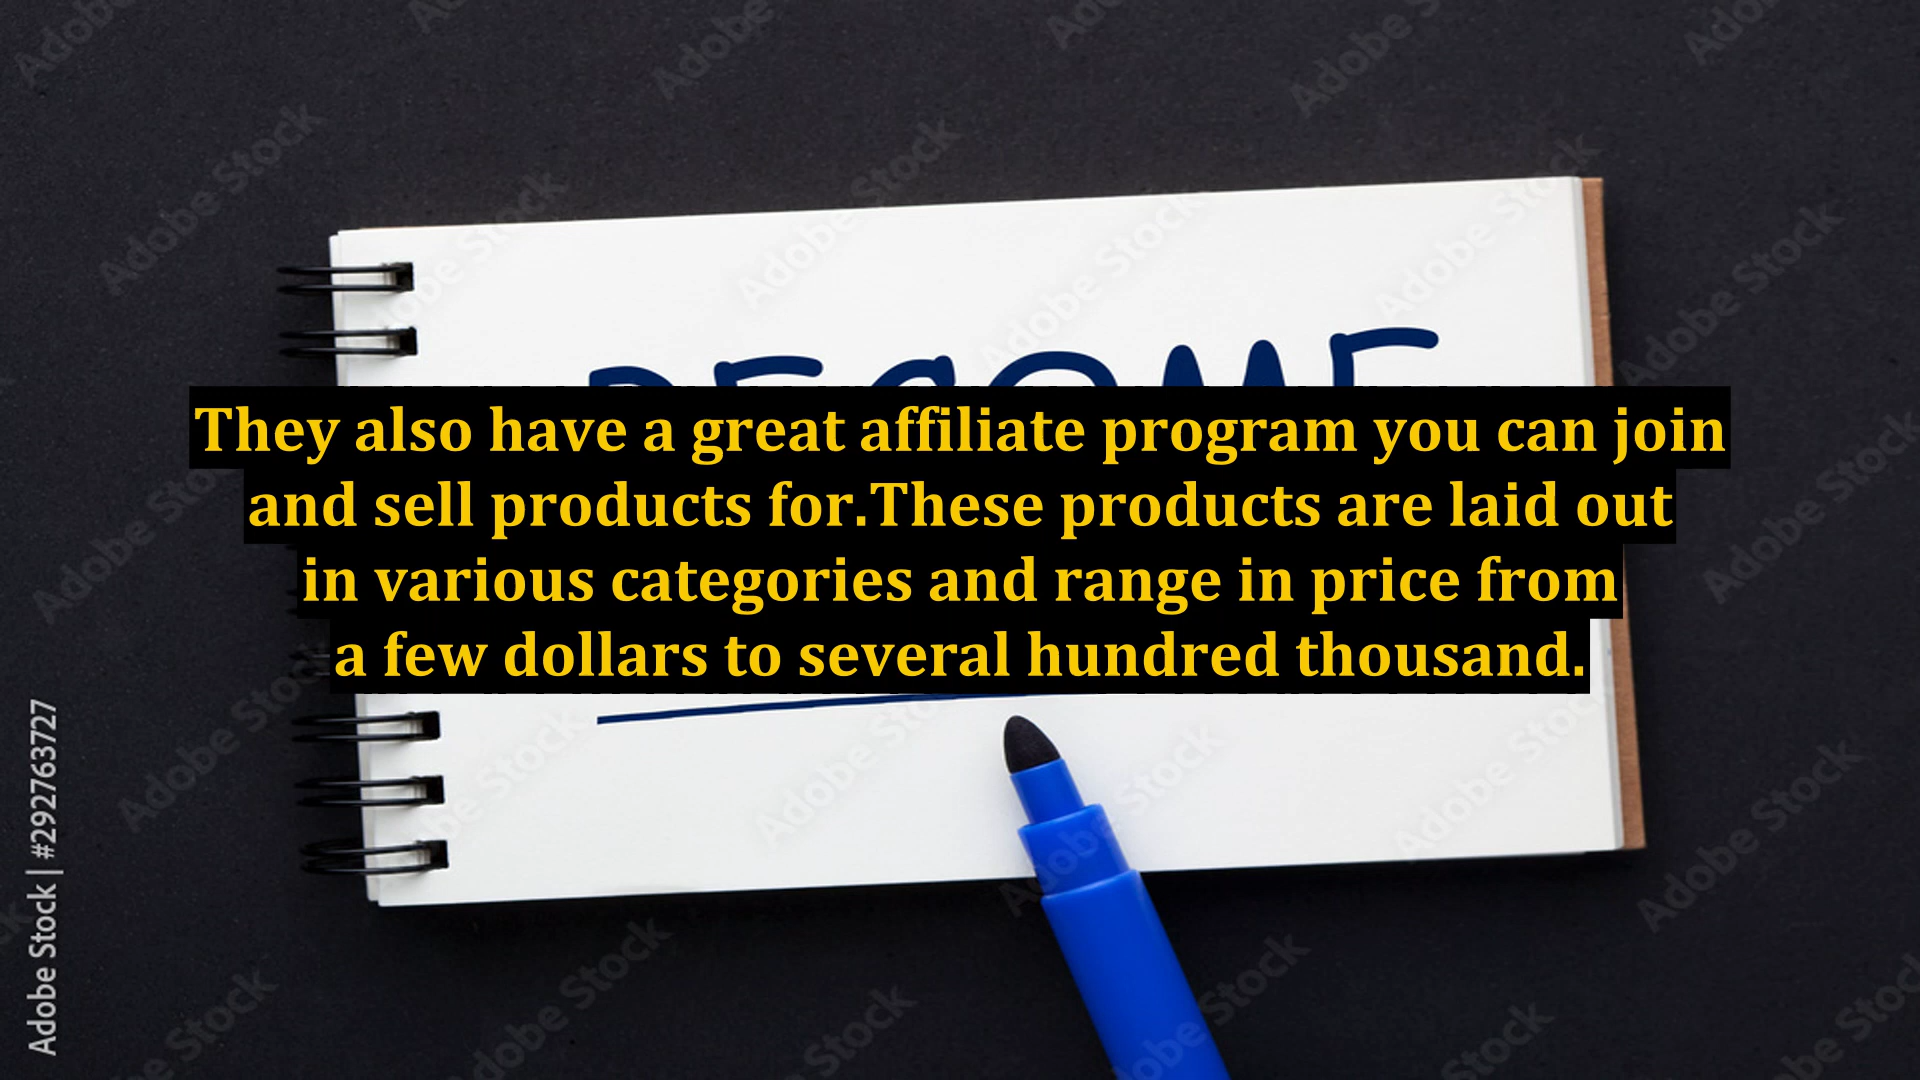 BECOME
They also have a great affiliate program you can join
and sell products for.These products are laid out
in various categories and range in price from
a few dollars to several hundred thousand.
Adobe Stock | #292763727